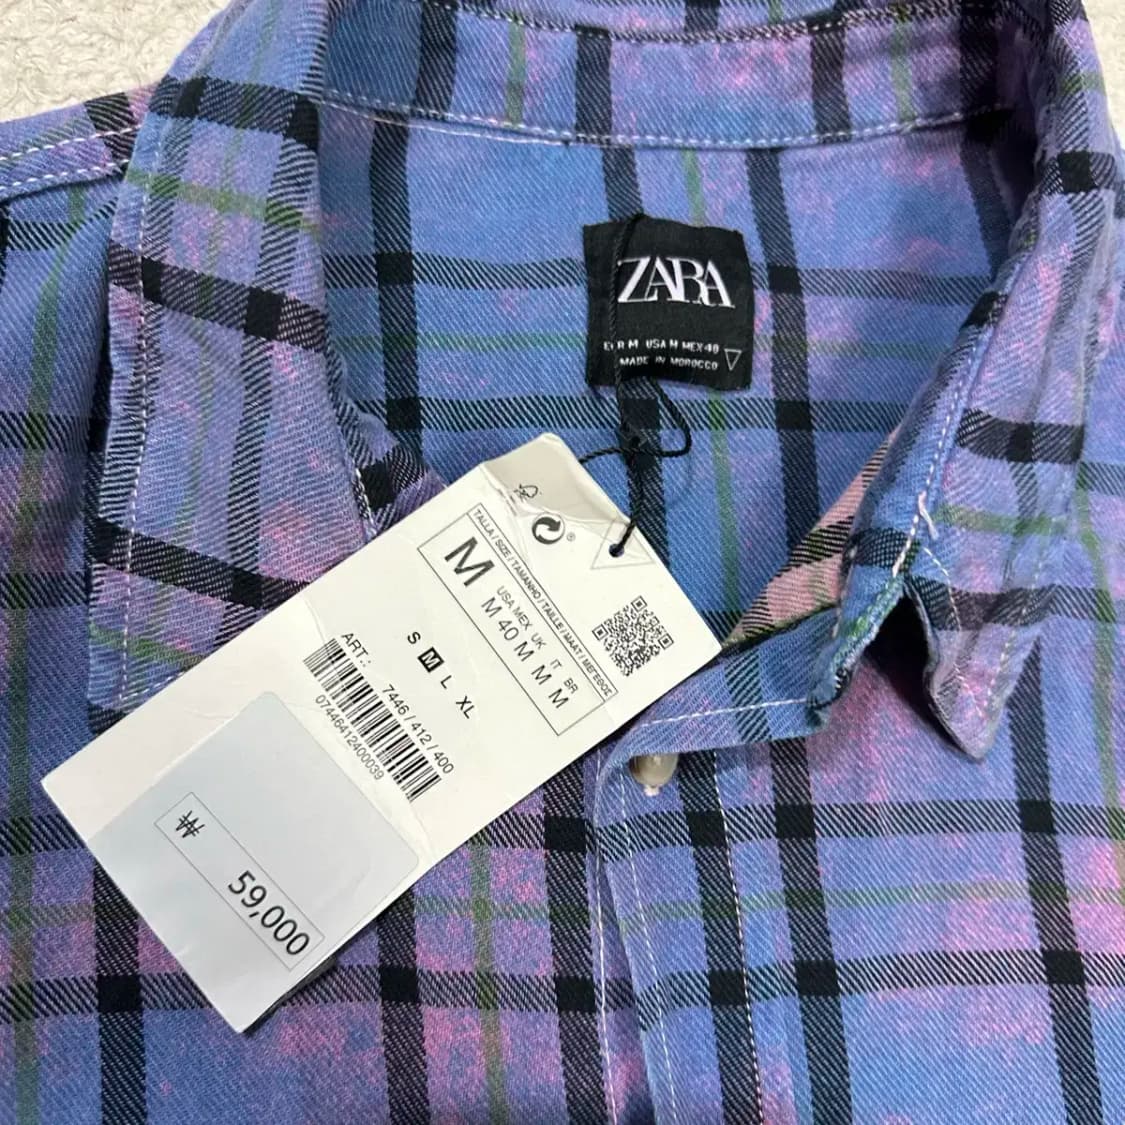 ZARA
EUR M USA M MEX 40
MADE IN MOROCCO
TALLA / SIZE / TAMANHO / TAILLE / MAAT / ΜΕΓΕΘΟΣ
M
USA MEX UK IT BR
M 40 M M M
S M L XL
ART.: 7446 / 412 / 400
07446412400039
₩
59,000